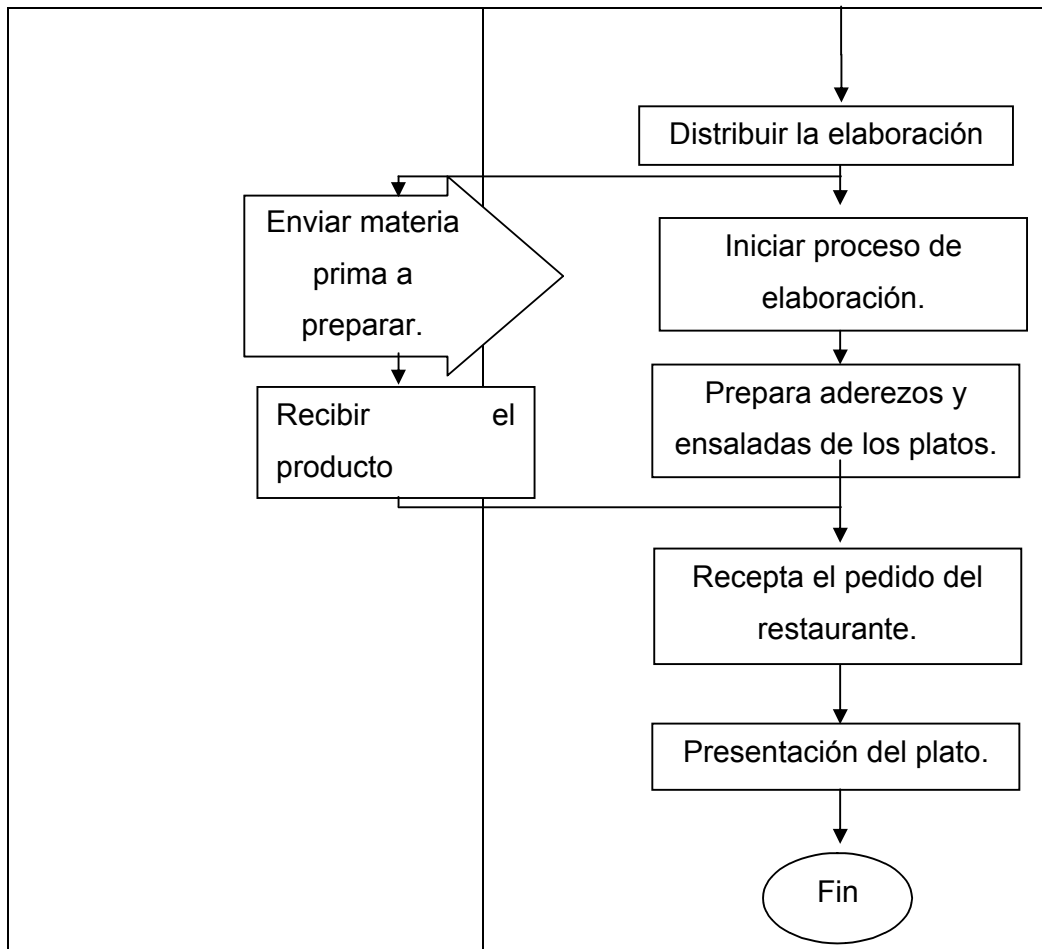 Distribuir la elaboración
Enviar materia
prima a
preparar.
Iniciar proceso de
elaboración.
Recibir el
producto
Prepara aderezos y
ensaladas de los platos.
Recepta el pedido del
restaurante.
Presentación del plato.
Fin